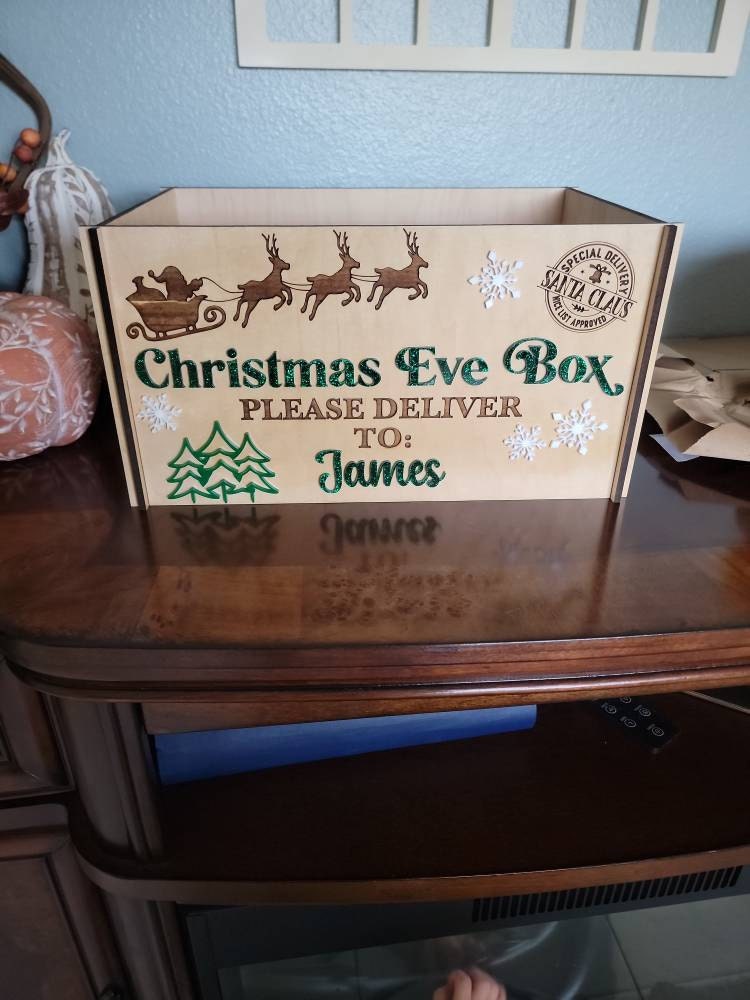 SPECIAL DELIVERY
SANTA CLAUS
NICE LIST APPROVED
Christmas Eve Box
PLEASE DELIVER
TO:
James